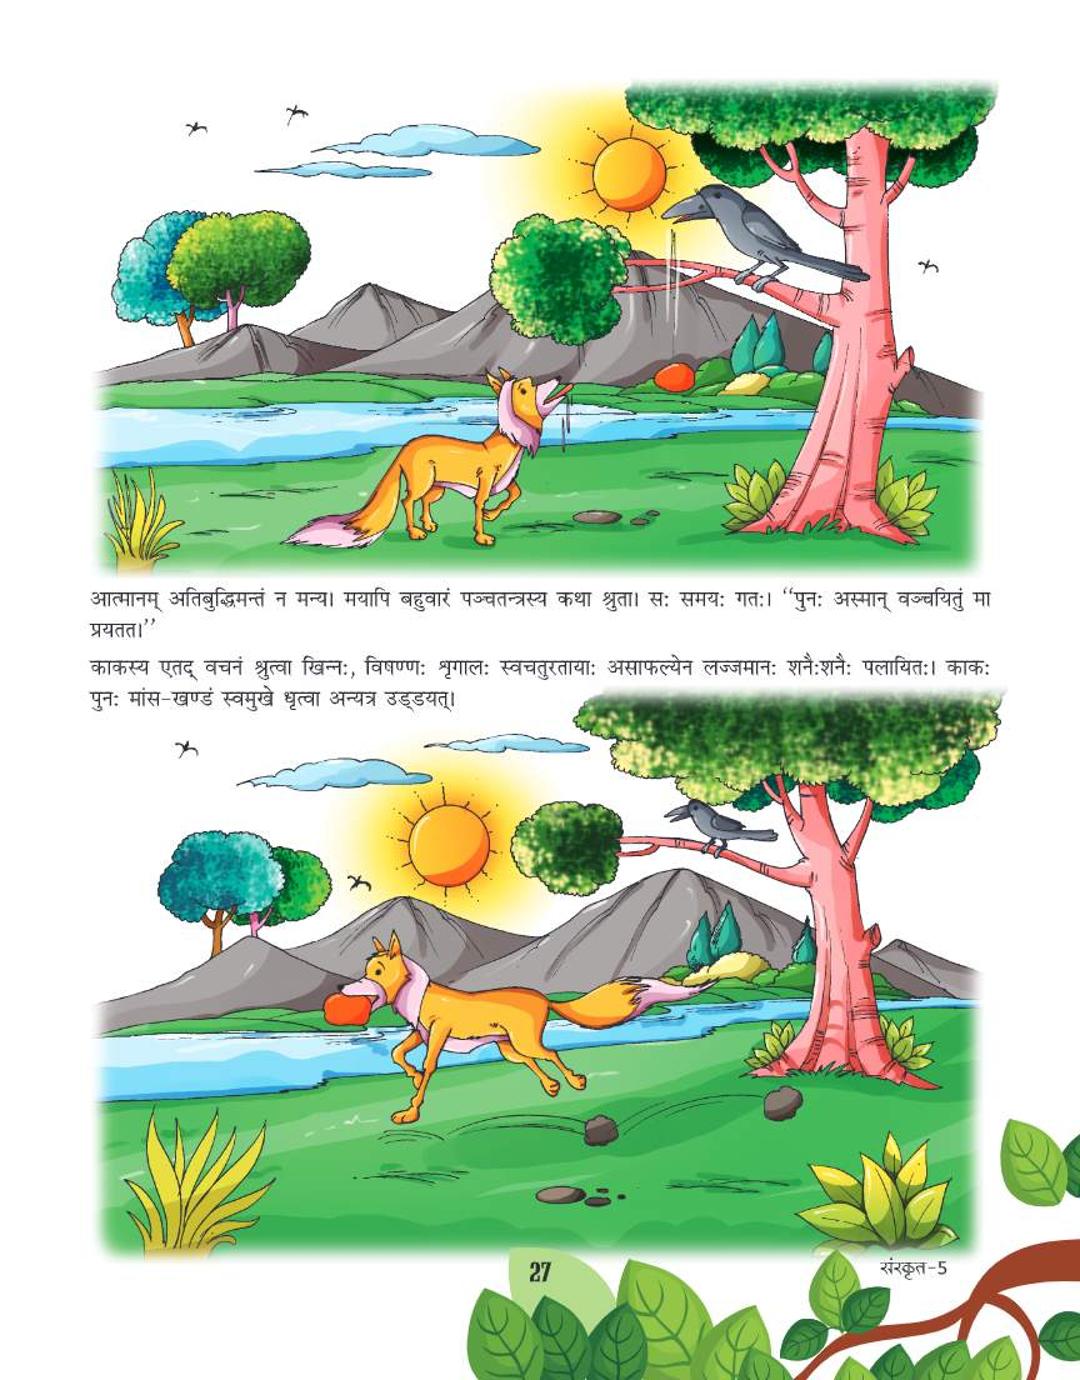 आत्मानम् अतिबुद्धिमन्तं न मन्य। मयापि बहुवारं पञ्चतन्त्रस्य कथा श्रुता। सः समयः गतः। “पुनः अस्मान् वञ्चयितुं मा
प्रयतत।”
काकस्य एतद् वचनं श्रुत्वा खिन्नः, विषण्णः शृगालः स्वचतुरतायाः असाफल्येन लज्जमानः शनैःशनैः पलायितः। काकः
पुनः मांस-खण्डं स्वमुखे धृत्वा अन्यत्र उड्डयत्।
27
संस्कृत-5